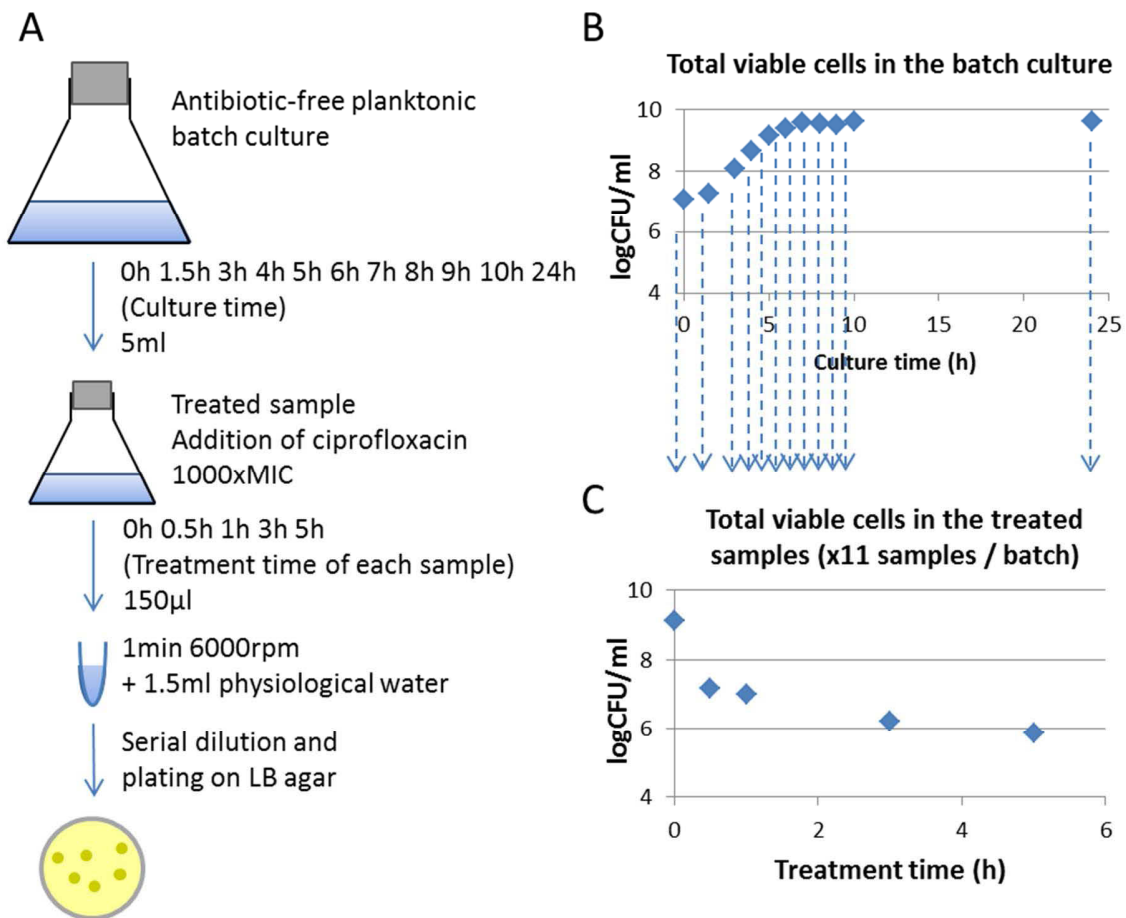 A
Antibiotic-free planktonic
batch culture
0h 1.5h 3h 4h 5h 6h 7h 8h 9h 10h 24h
(Culture time)
5ml
Treated sample
Addition of ciprofloxacin
1000xMIC
0h 0.5h 1h 3h 5h
(Treatment time of each sample)
150µl
1min 6000rpm
+ 1.5ml physiological water
Serial dilution and
plating on LB agar
B
Total viable cells in the batch culture
logCFU/ml
10
8
6
4
0 5 10 15 20 25
Culture time (h)
C
Total viable cells in the treated
samples (x11 samples / batch)
logCFU/ml
10
8
6
4
0 2 4 6
Treatment time (h)